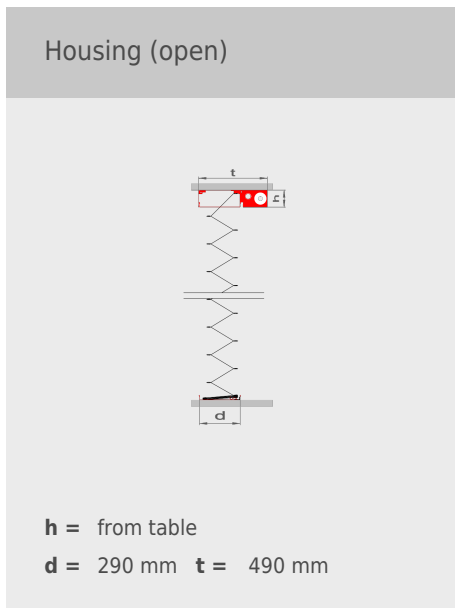 Housing (open)
t
h
d
h = from table
d = 290 mm t = 490 mm